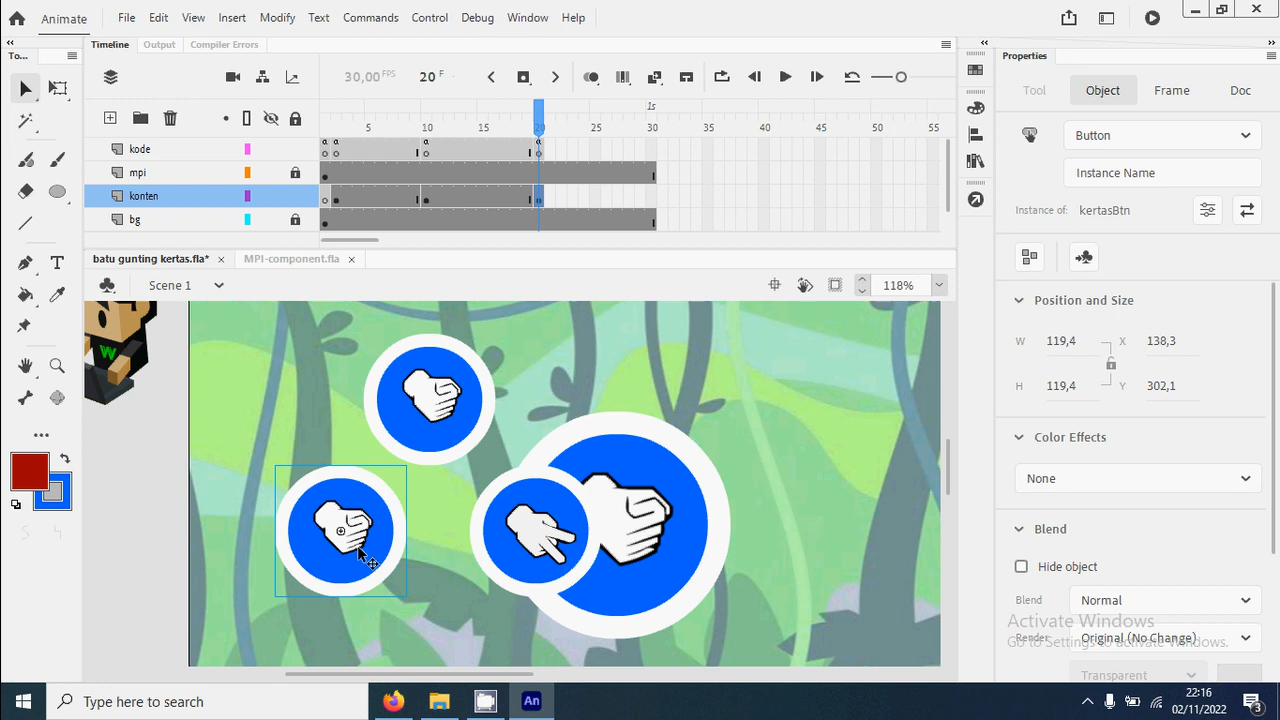 Animate
File Edit View Insert Modify Text Commands Control Debug Window Help
To...
Timeline Output Compiler Errors
Properties
30,00 FPS 20 F
Tool Object Frame Doc
1s
5 10 15 20 25 30 35 40 45 50 55
kode
mpi
konten
bg
Button
Instance Name
Instance of: kertasBtn
batu gunting kertas.fla* × MPI-component.fla ×
Scene 1
118%
Position and Size
W 119,4 X 138,3
H 119,4 Y 302,1
Color Effects
None
Blend
Hide object
Blend Normal
Render Original (No Change)
Transparent
Activate Windows
Go to Settings to activate Windows.
W
Type here to search
An
22:16
02/11/2022
3